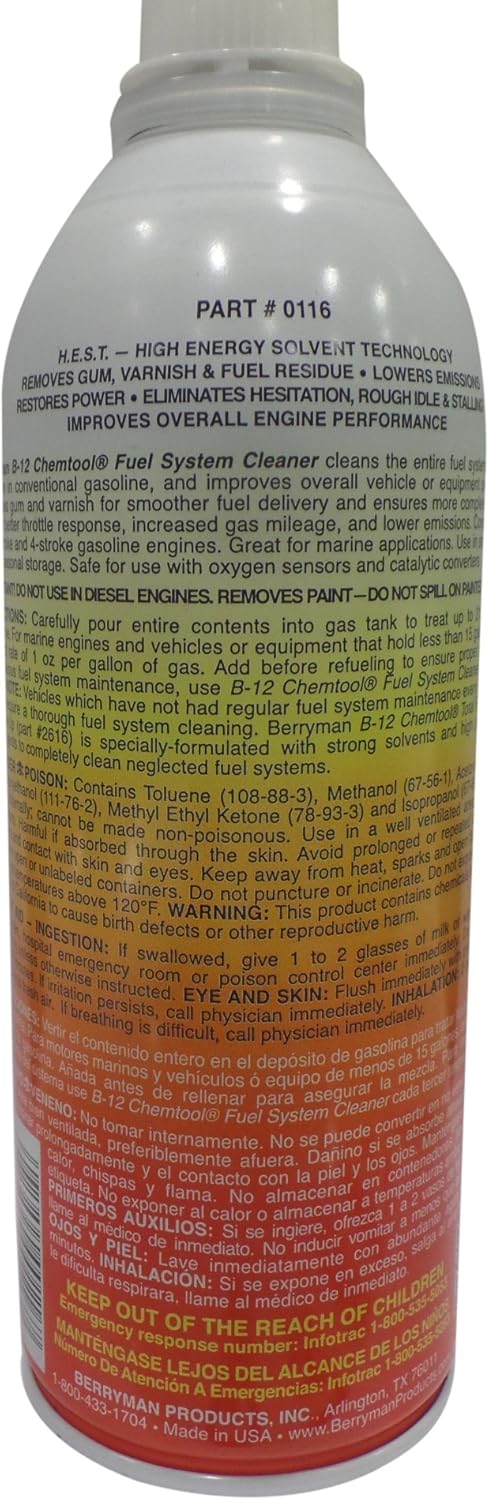 PART # 0116
H.E.S.T. – HIGH ENERGY SOLVENT TECHNOLOGY
REMOVES GUM, VARNISH & FUEL RESIDUE • LOWERS EMISSIONS
RESTORES POWER • ELIMINATES HESITATION, ROUGH IDLE & STALLING
IMPROVES OVERALL ENGINE PERFORMANCE
B-12 Chemtool® Fuel System Cleaner cleans the entire fuel
in conventional gasoline, and improves overall vehicle or equipment
gum and varnish for smoother fuel delivery and ensures more
throttle response, increased gas mileage, and lower emissions.
and 4-stroke gasoline engines. Great for marine applications. Use in
storage. Safe for use with oxygen sensors and catalytic
DO NOT USE IN DIESEL ENGINES. REMOVES PAINT—DO NOT SPILL ON
Carefully pour entire contents into gas tank to treat up to
For marine engines and vehicles or equipment that hold less than 15
rate of 1 oz per gallon of gas. Add before refueling to ensure
fuel system maintenance, use B-12 Chemtool® Fuel System
Vehicles which have not had regular fuel system maintenance
a thorough fuel system cleaning. Berryman B-12 Chemtool® Total
(part #2616) is specially-formulated with strong solvents and
to completely clean neglected fuel systems.
POISON: Contains Toluene (108-88-3), Methanol (67-56-1),
(111-76-2), Methyl Ethyl Ketone (78-93-3) and Isopropanol
cannot be made non-poisonous. Use in a well ventilated
Harmful if absorbed through the skin. Avoid prolonged or
contact with skin and eyes. Keep away from heat, sparks and
or unlabeled containers. Do not puncture or incinerate. Do not
above 120°F. WARNING: This product contains
to cause birth defects or other reproductive harm.
– INGESTION: If swallowed, give 1 to 2 glasses of milk or
hospital emergency room or poison control center immediately.
otherwise instructed. EYE AND SKIN: Flush immediately with
If irritation persists, call physician immediately. INHALATION:
air. If breathing is difficult, call physician immediately.
Vertir el contenido entero en el depósito de gasolina para
para motores marinos y vehículos ó equipo de menos de 15
Añada antes de rellenar para asegurar la mezcla.
sistema use B-12 Chemtool® Fuel System Cleaner cada
No tomar internamente. No se puede convertir en
ventilada, preferiblemente afuera. Dañino si se absorbe
prolongadamente y el contacto con la piel y los ojos.
calor, chispas y flama. No almacenar en contenedores
etiqueta. No exponer al calor o almacenar a temperaturas
PRIMEROS AUXILIOS: Si se ingiere, ofrezca 1 a 2 vasos
llame al médico de inmediato. No inducir vomitar a menos
OJOS Y PIEL: Lave inmediatamente con abundante
minutos, INHALACIÓN: Si se expone en exceso, salga
le dificulta respirara, llame al médico de inmediato.
KEEP OUT OF THE REACH OF CHILDREN
Emergency response number: Infotrac 1-800-535-5053
MANTÉNGASE LEJOS DEL ALCANCE DE LOS NIÑOS
Número De Atención A Emergencias: Infotrac 1-800-535-
BERRYMAN PRODUCTS, INC., Arlington, TX 76011
1-800-433-1704 • Made in USA • www.BerrymanProducts.